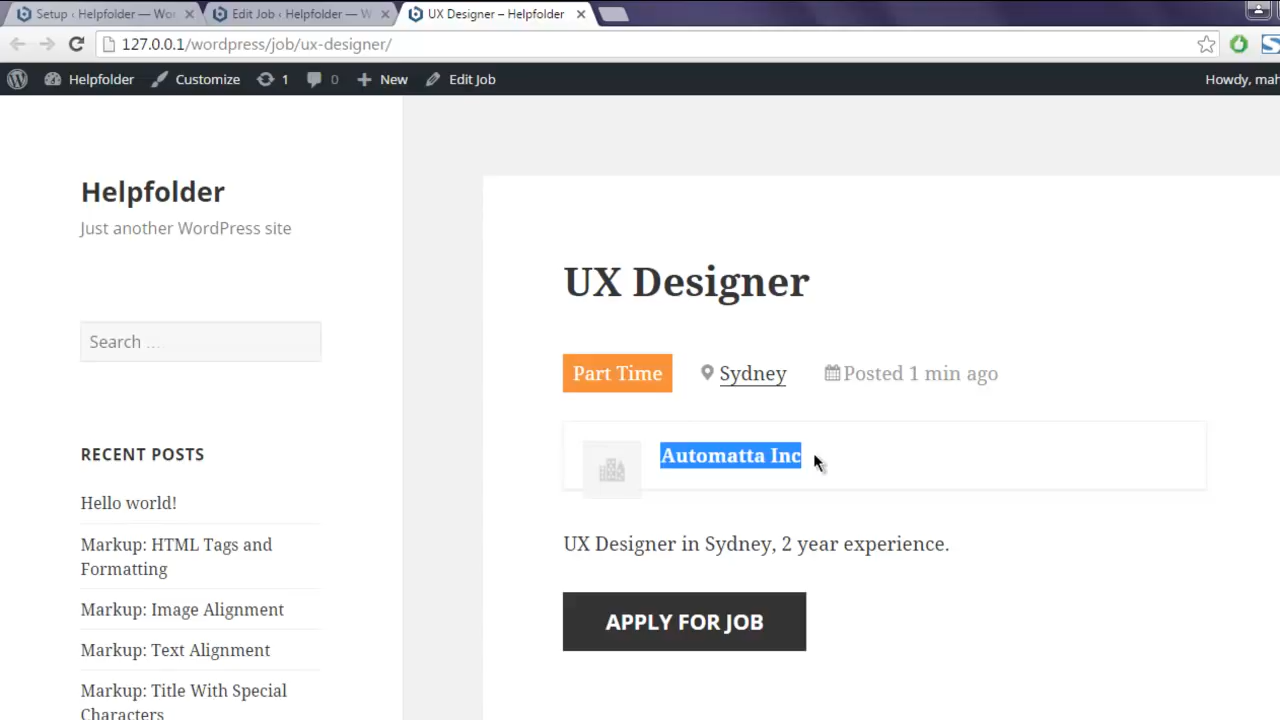 Setup ‹ Helpfolder — Wor
Edit Job ‹ Helpfolder — W
UX Designer – Helpfolder
127.0.0.1/wordpress/job/ux-designer/
Helpfolder
Customize
1
0
New
Edit Job
Howdy, mah
Helpfolder
Just another WordPress site
Search …
RECENT POSTS
Hello world!
Markup: HTML Tags and
Formatting
Markup: Image Alignment
Markup: Text Alignment
Markup: Title With Special
Characters
UX Designer
Part Time
Sydney
Posted 1 min ago
Automatta Inc
UX Designer in Sydney, 2 year experience.
APPLY FOR JOB